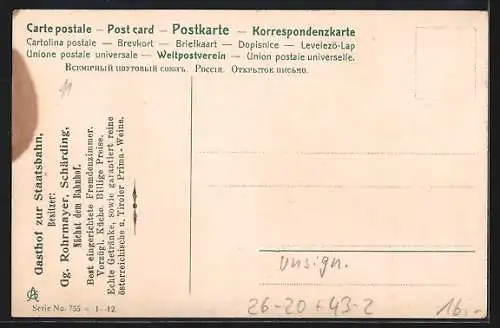 Carte postale – Post card – Postkarte – Korrespondenzkarte
Cartolina postale — Brevkort — Briefkaart — Dopisnice — Levelezö-Lap
Unione postale universale — Weltpostverein — Union postale universelle.
Всемірный почтовый союзъ. Россія. Открытое письмо.
11
Gasthof zur Staatsbahn,
Besitzer:
Gg. Rohrmayer, Schärding,
Nächst dem Bahnhof.
Best eingerichtete Fremdenzimmer.
Vorzügl. Küche. Billige Preise.
Echte Getränke, sowie garantiert reine
österreichische u. Tiroler Prima-Weine.
Serie No. 755 = 1—12
unsign.
26-20 + 43-2
16.-